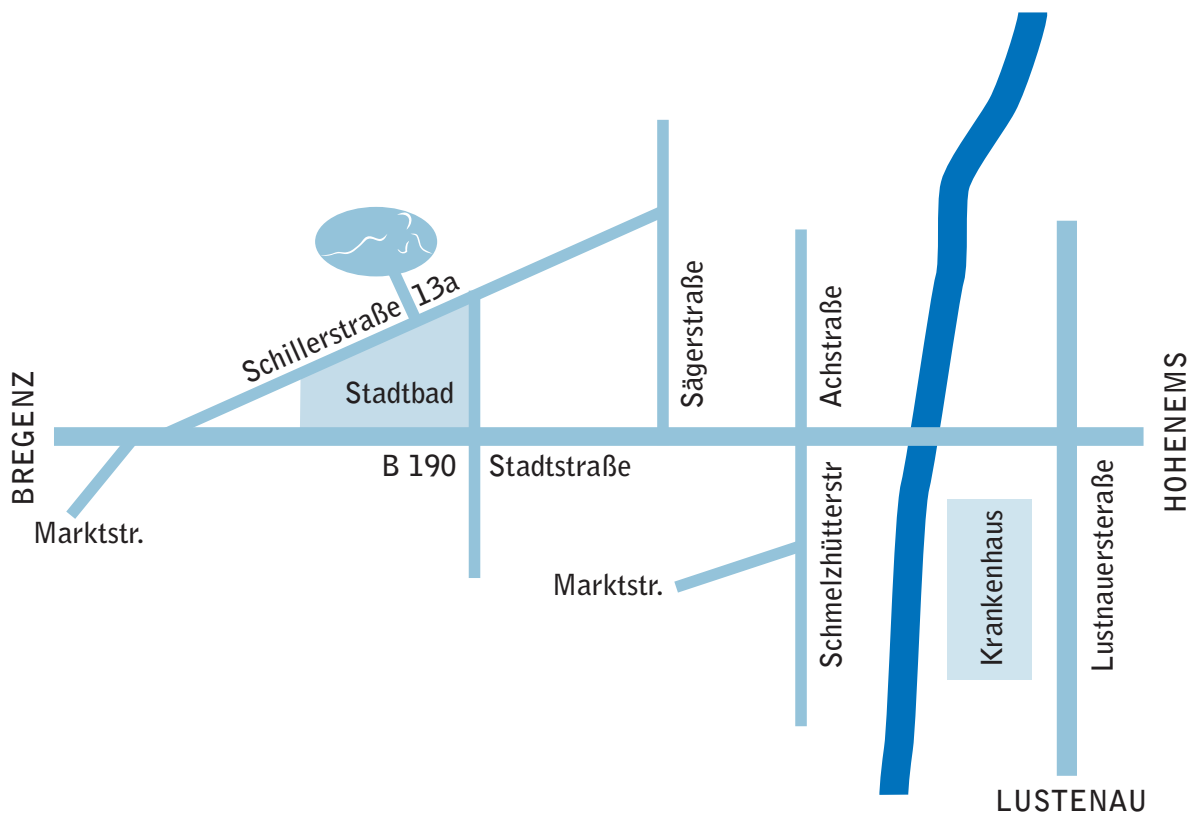 Schillerstraße 13a
Stadtbad
Sägerstraße
Achstraße
BREGENZ
HOHENEMS
B 190 Stadtstraße
Marktstr.
Marktstr.
Schmelzhütterstr
Krankenhaus
Lustnauersteraße
LUSTENAU